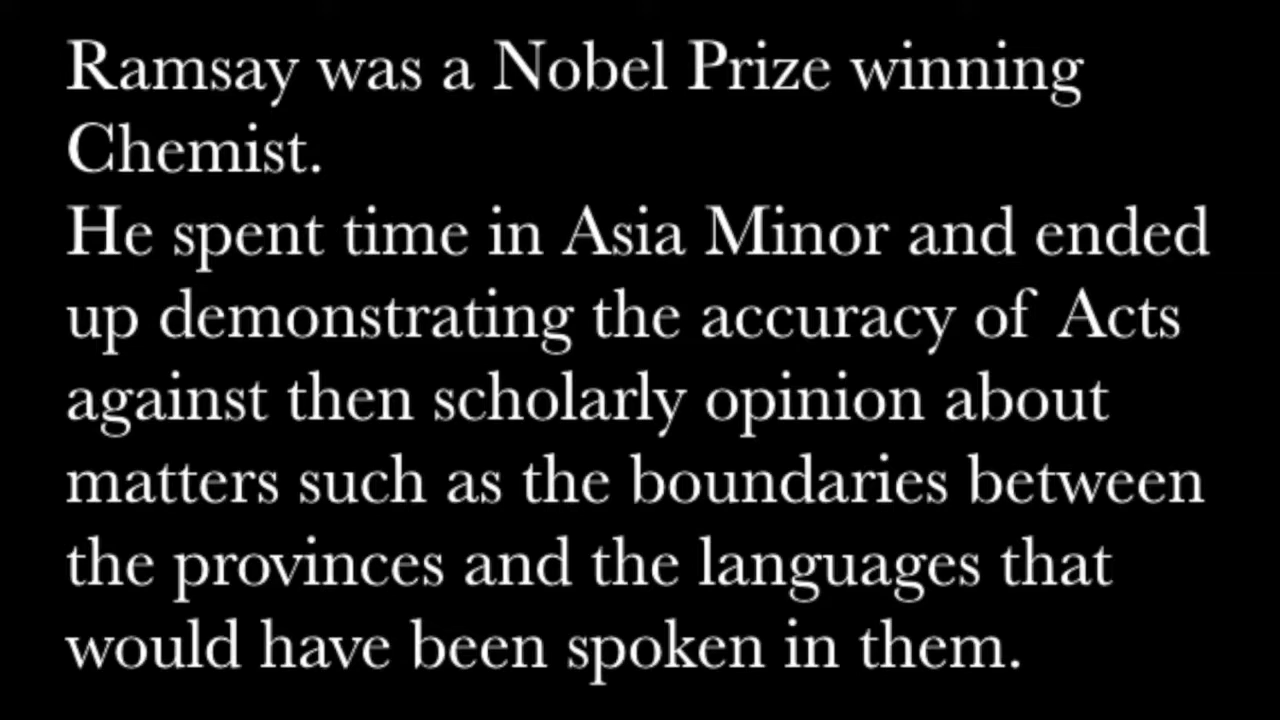 Ramsay was a Nobel Prize winning
Chemist.
He spent time in Asia Minor and ended
up demonstrating the accuracy of Acts
against then scholarly opinion about
matters such as the boundaries between
the provinces and the languages that
would have been spoken in them.